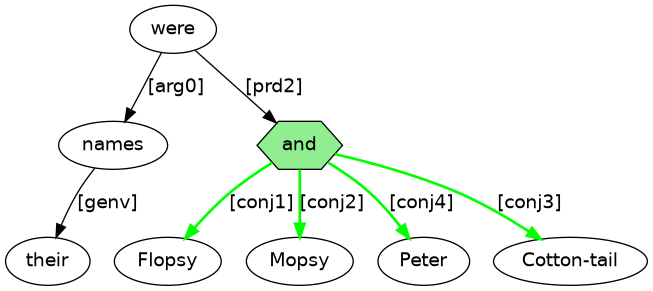 were
[arg0] [prd2]
names and
[genv] [conj1] [conj2] [conj4] [conj3]
their Flopsy Mopsy Peter Cotton-tail